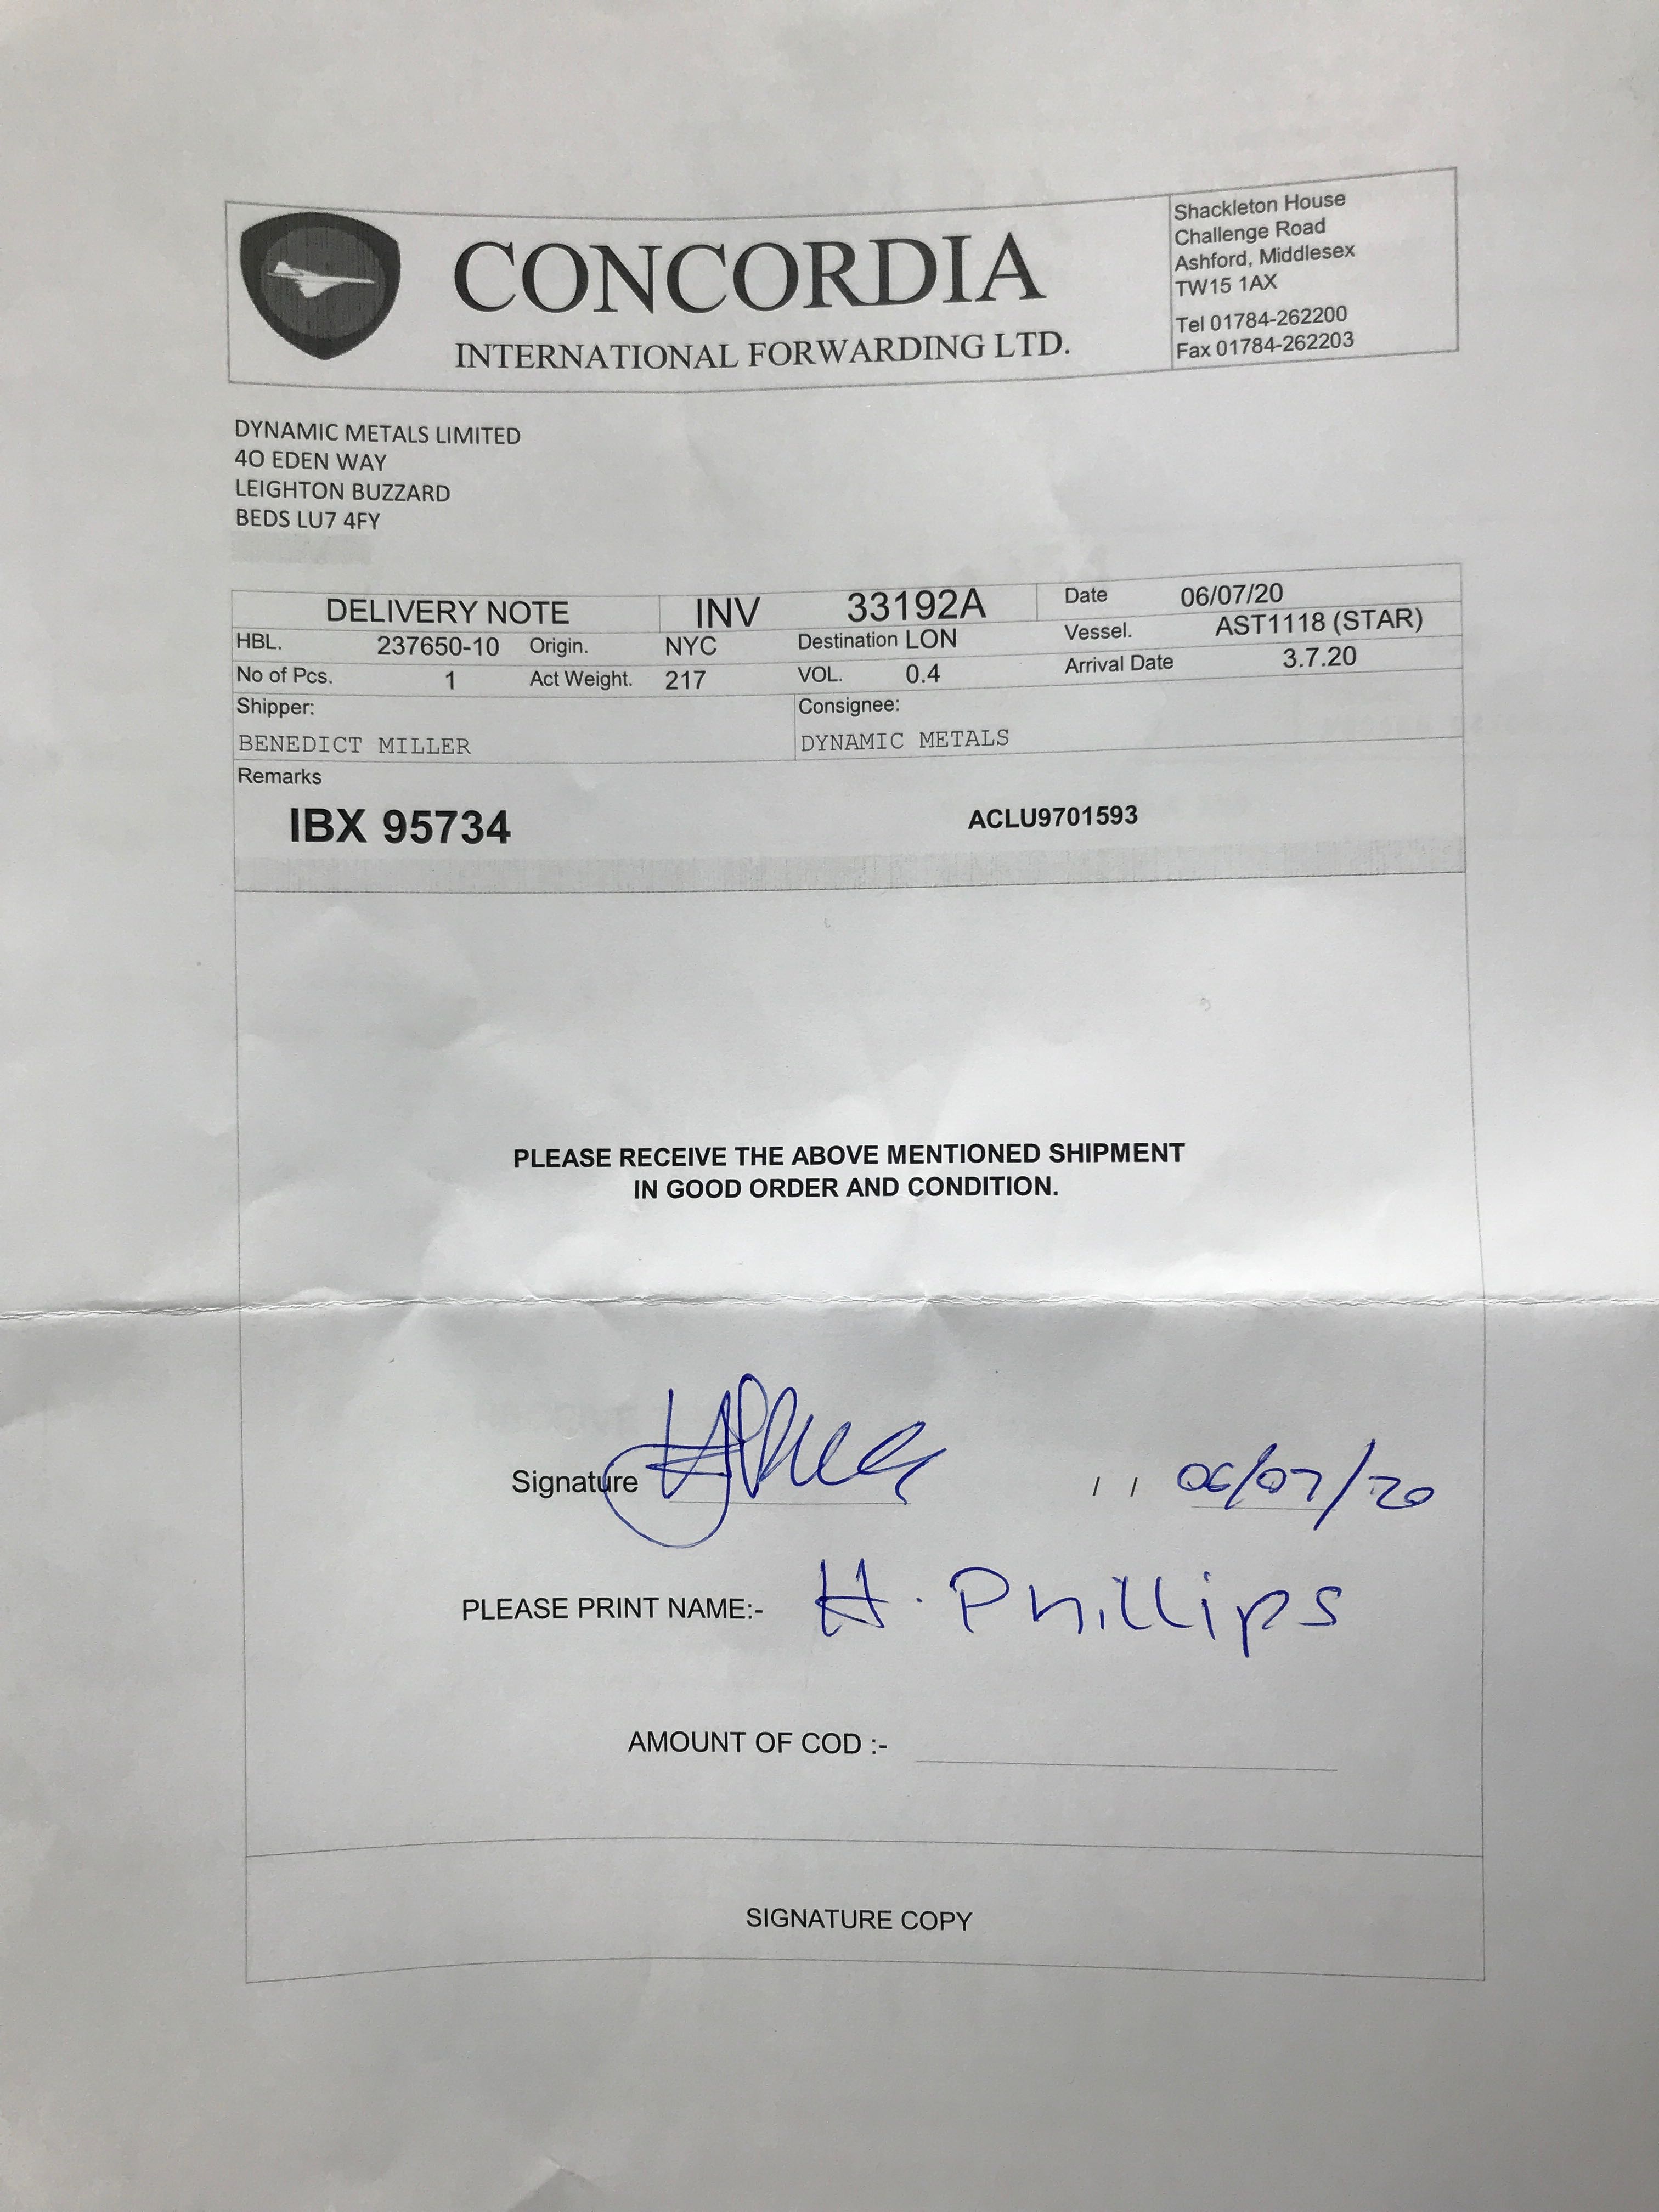 CONCORDIA
INTERNATIONAL FORWARDING LTD.
Shackleton House
Challenge Road
Ashford, Middlesex
TW15 1AX
Tel 01784-262200
Fax 01784-262203
DYNAMIC METALS LIMITED
40 EDEN WAY
LEIGHTON BUZZARD
BEDS LU7 4FY
DELIVERY NOTE INV 33192A Date 06/07/20
HBL. 237650-10 Origin. NYC Destination LON Vessel. AST1118 (STAR)
No of Pcs. 1 Act Weight. 217 VOL. 0.4 Arrival Date 3.7.20
Shipper: Consignee:
BENEDICT MILLER DYNAMIC METALS
Remarks
IBX 95734 ACLU9701593
PLEASE RECEIVE THE ABOVE MENTIONED SHIPMENT
IN GOOD ORDER AND CONDITION.
Signature / / 06/07/20
PLEASE PRINT NAME:- H. Phillips
AMOUNT OF COD :-
SIGNATURE COPY